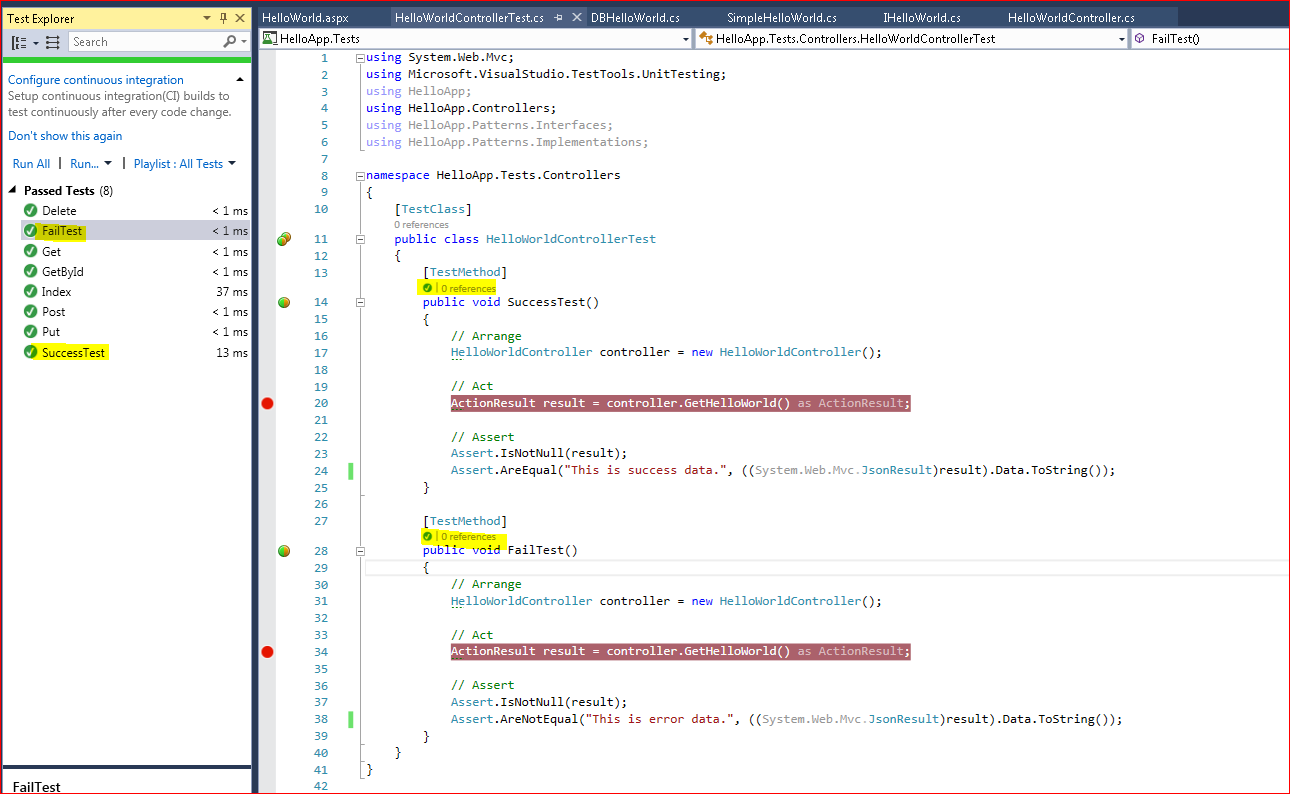 Test Explorer
Search
Configure continuous integration
Setup continuous integration(CI) builds to
test continuously after every code change.
Don't show this again
Run All | Run... | Playlist : All Tests
Passed Tests (8)
Delete < 1 ms
FailTest < 1 ms
Get < 1 ms
GetById < 1 ms
Index 37 ms
Post < 1 ms
Put < 1 ms
SuccessTest 13 ms
FailTest
HelloWorld.aspx HelloWorldControllerTest.cs DBHelloWorld.cs SimpleHelloWorld.cs IHelloWorld.cs HelloWorldController.cs
HelloApp.Tests HelloApp.Tests.Controllers.HelloWorldControllerTest FailTest()
1 using System.Web.Mvc;
2 using Microsoft.VisualStudio.TestTools.UnitTesting;
3 using HelloApp;
4 using HelloApp.Controllers;
5 using HelloApp.Patterns.Interfaces;
6 using HelloApp.Patterns.Implementations;
7
8 namespace HelloApp.Tests.Controllers
9 {
10 [TestClass]
0 references
11 public class HelloWorldControllerTest
12 {
13 [TestMethod]
| 0 references
14 public void SuccessTest()
15 {
16 // Arrange
17 HelloWorldController controller = new HelloWorldController();
18
19 // Act
20 ActionResult result = controller.GetHelloWorld() as ActionResult;
21
22 // Assert
23 Assert.IsNotNull(result);
24 Assert.AreEqual("This is success data.", ((System.Web.Mvc.JsonResult)result).Data.ToString());
25 }
26
27 [TestMethod]
| 0 references
28 public void FailTest()
29 {
30 // Arrange
31 HelloWorldController controller = new HelloWorldController();
32
33 // Act
34 ActionResult result = controller.GetHelloWorld() as ActionResult;
35
36 // Assert
37 Assert.IsNotNull(result);
38 Assert.AreNotEqual("This is error data.", ((System.Web.Mvc.JsonResult)result).Data.ToString());
39 }
40 }
41 }
42